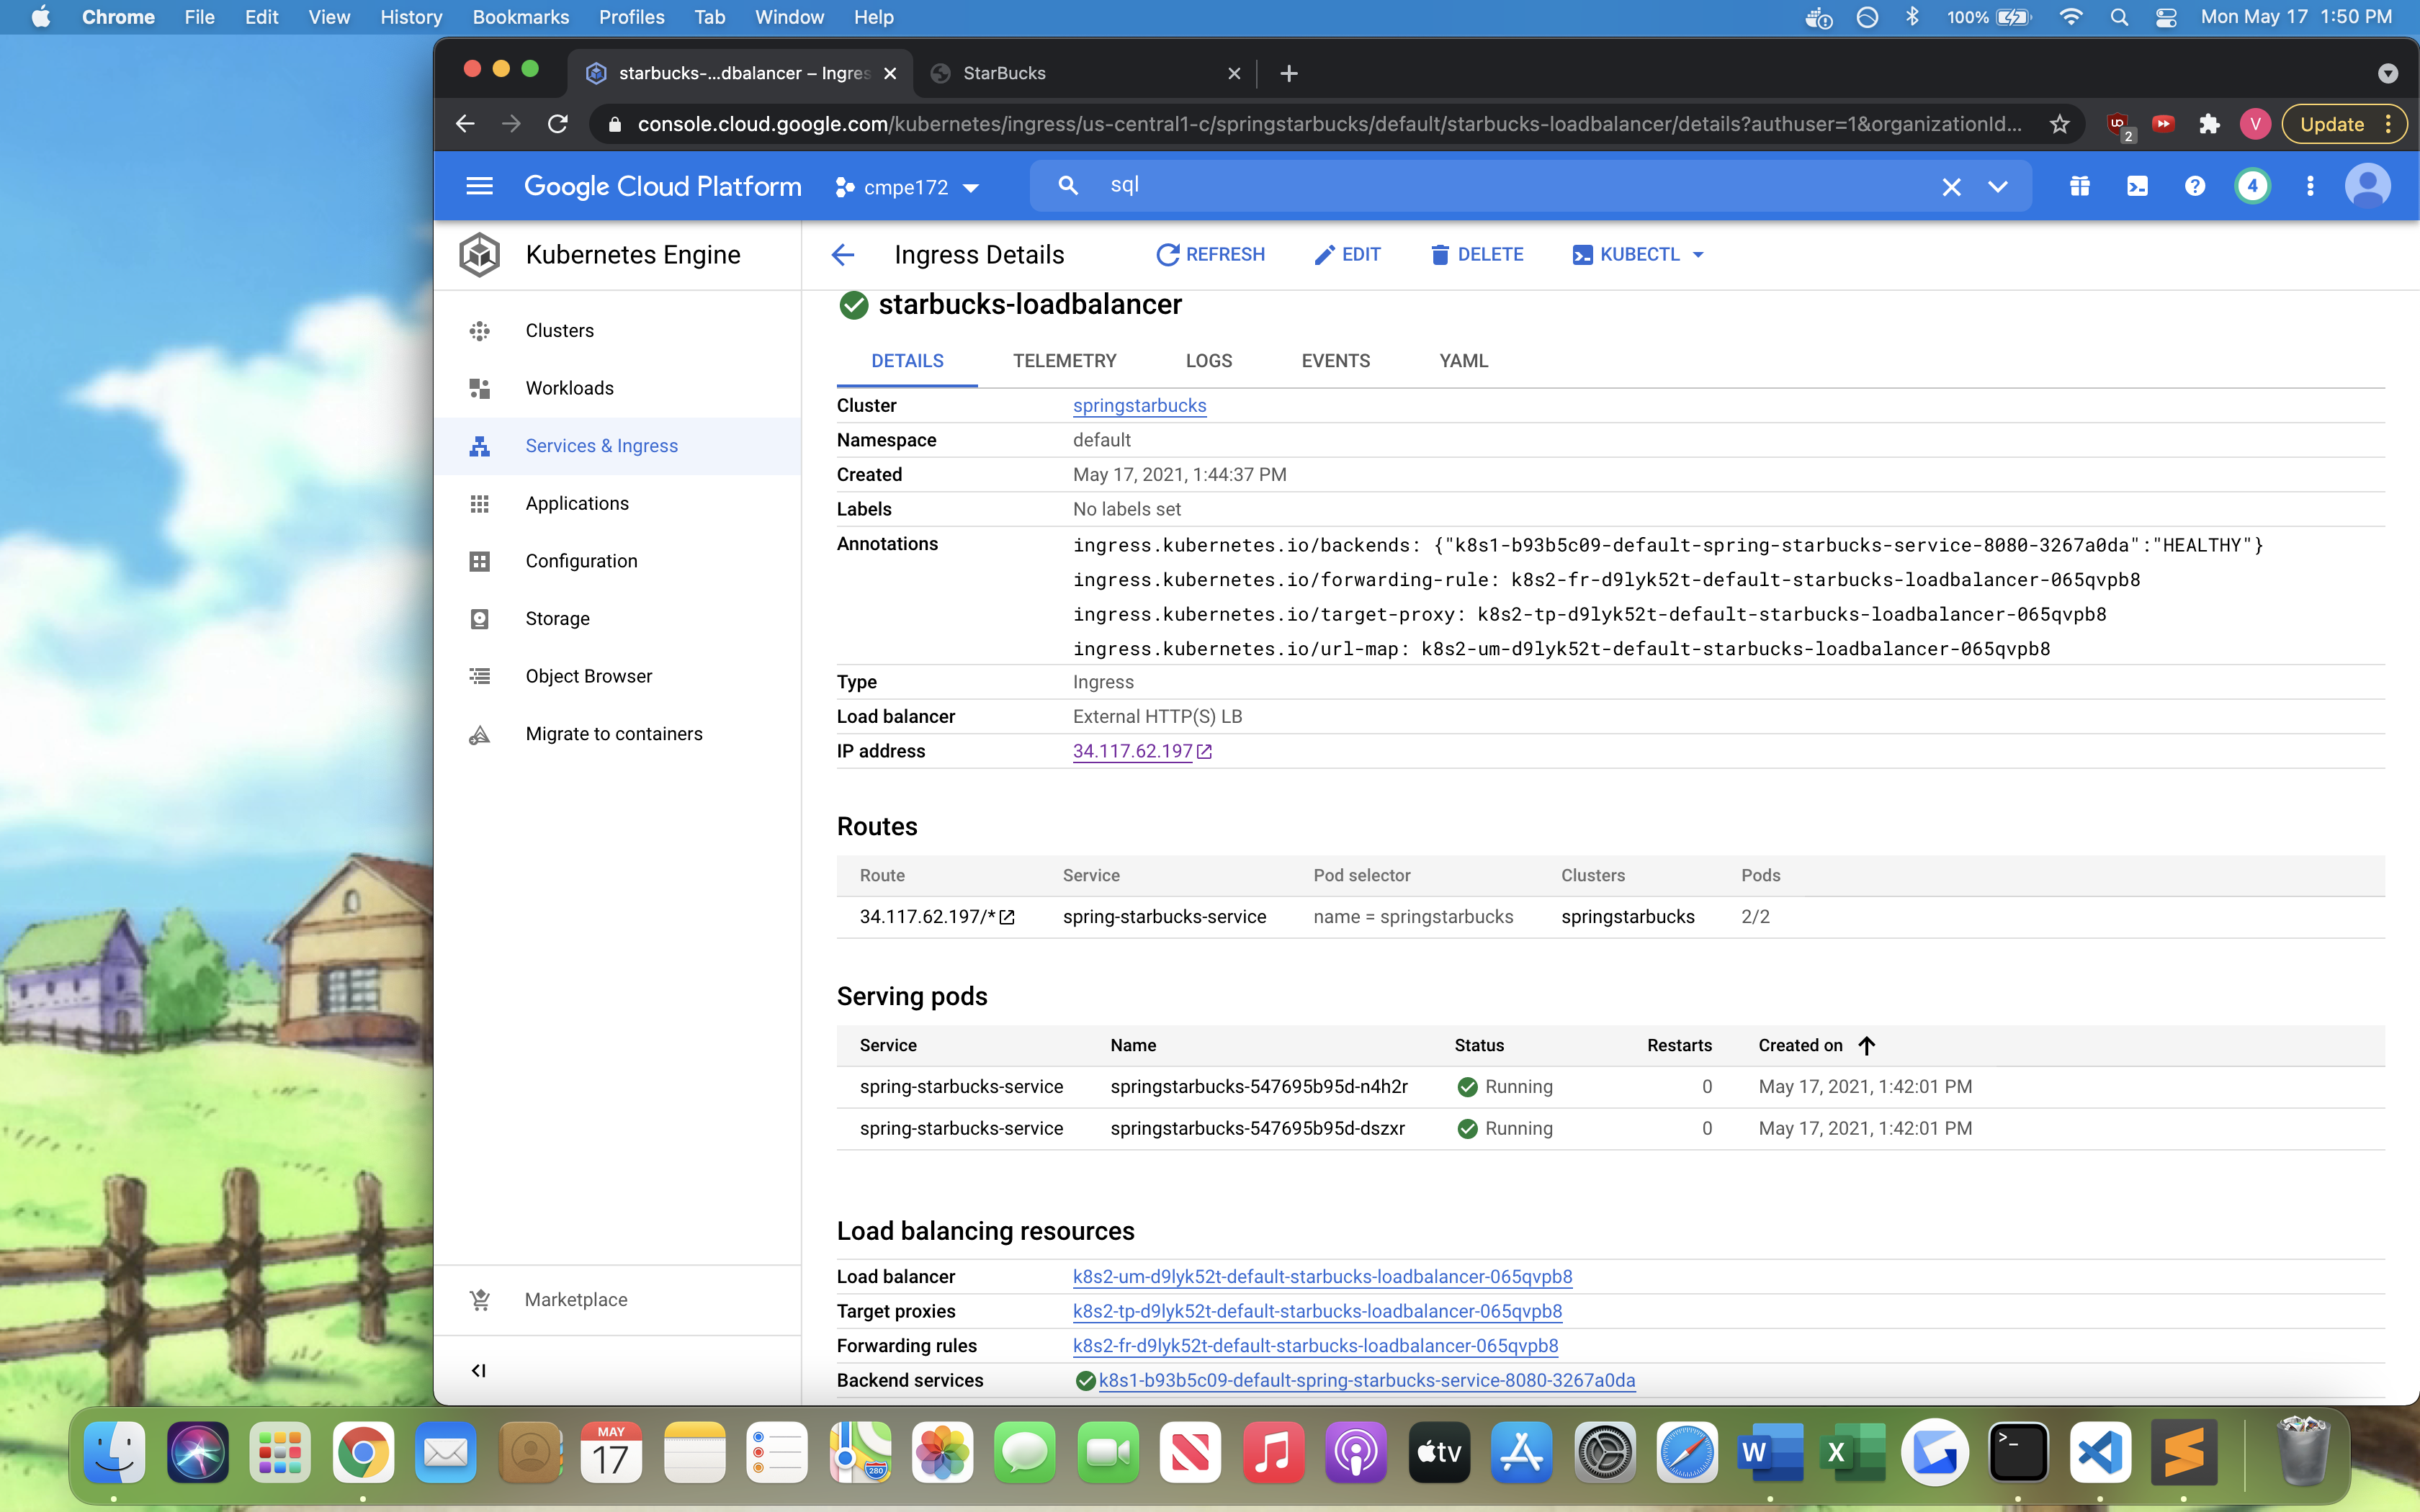 Chrome File Edit View History Bookmarks Profiles Tab Window Help 100% Mon May 17 1:50 PM
starbucks-...dbalancer – Ingres StarBucks
console.cloud.google.com/kubernetes/ingress/us-central1-c/springstarbucks/default/starbucks-loadbalancer/details?authuser=1&organizationId... 2 V Update
Google Cloud Platform cmpe172 sql 4
Kubernetes Engine
Clusters
Workloads
Services & Ingress
Applications
Configuration
Storage
Object Browser
Migrate to containers
Marketplace
Ingress Details REFRESH EDIT DELETE KUBECTL
starbucks-loadbalancer
DETAILS TELEMETRY LOGS EVENTS YAML
Cluster springstarbucks
Namespace default
Created May 17, 2021, 1:44:37 PM
Labels No labels set
Annotations ingress.kubernetes.io/backends: {"k8s1-b93b5c09-default-spring-starbucks-service-8080-3267a0da":"HEALTHY"}
ingress.kubernetes.io/forwarding-rule: k8s2-fr-d9lyk52t-default-starbucks-loadbalancer-065qvpb8
ingress.kubernetes.io/target-proxy: k8s2-tp-d9lyk52t-default-starbucks-loadbalancer-065qvpb8
ingress.kubernetes.io/url-map: k8s2-um-d9lyk52t-default-starbucks-loadbalancer-065qvpb8
Type Ingress
Load balancer External HTTP(S) LB
IP address 34.117.62.197
Routes
Route Service Pod selector Clusters Pods
34.117.62.197/* spring-starbucks-service name = springstarbucks springstarbucks 2/2
Serving pods
Service Name Status Restarts Created on
spring-starbucks-service springstarbucks-547695b95d-n4h2r Running 0 May 17, 2021, 1:42:01 PM
spring-starbucks-service springstarbucks-547695b95d-dszxr Running 0 May 17, 2021, 1:42:01 PM
Load balancing resources
Load balancer k8s2-um-d9lyk52t-default-starbucks-loadbalancer-065qvpb8
Target proxies k8s2-tp-d9lyk52t-default-starbucks-loadbalancer-065qvpb8
Forwarding rules k8s2-fr-d9lyk52t-default-starbucks-loadbalancer-065qvpb8
Backend services k8s1-b93b5c09-default-spring-starbucks-service-8080-3267a0da
MAY
17
280
tv
W
X
>_